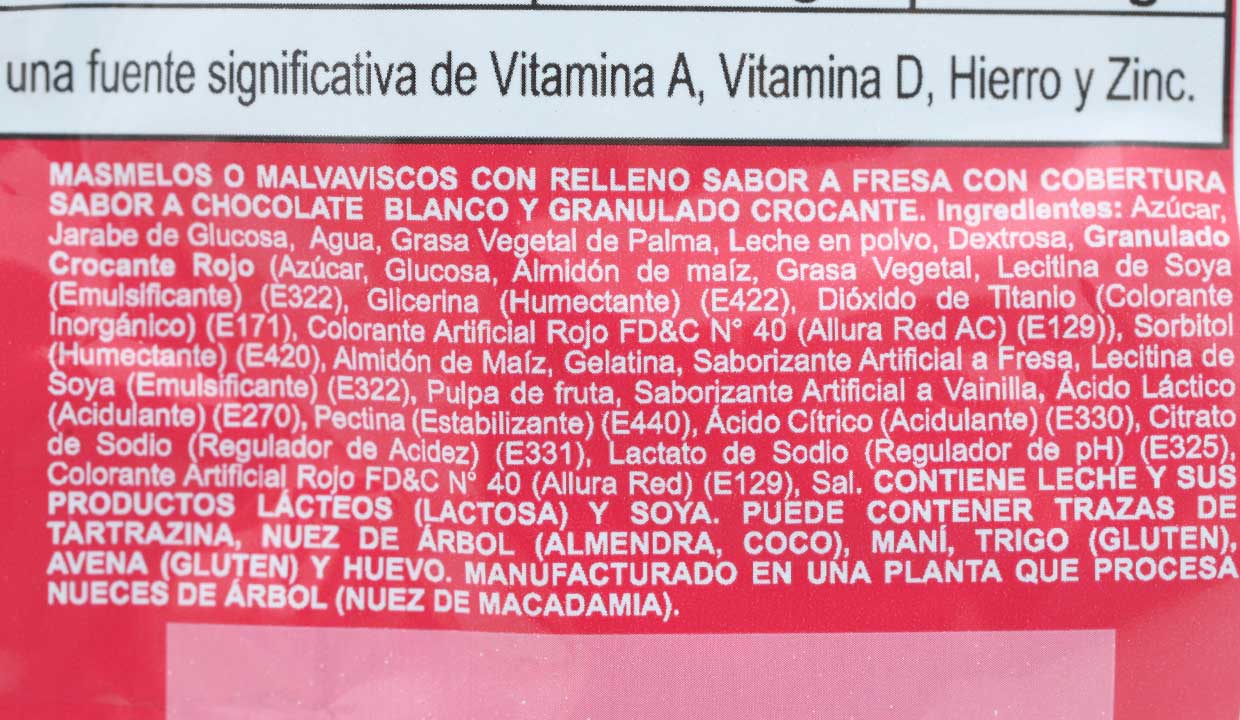 una fuente significativa de Vitamina A, Vitamina D, Hierro y Zinc.
MASMELOS O MALVAVISCOS CON RELLENO SABOR A FRESA CON COBERTURA
SABOR A CHOCOLATE BLANCO Y GRANULADO CROCANTE. Ingredientes: Azúcar,
Jarabe de Glucosa, Agua, Grasa Vegetal de Palma, Leche en polvo, Dextrosa, Granulado
Crocante Rojo (Azúcar, Glucosa, Almidón de maíz, Grasa Vegetal, Lecitina de Soya
(Emulsificante) (E322), Glicerina (Humectante) (E422), Dióxido de Titanio (Colorante
Inorgánico) (E171), Colorante Artificial Rojo FD&C N° 40 (Allura Red AC) (E129)), Sorbitol
(Humectante) (E420), Almidón de Maíz, Gelatina, Saborizante Artificial a Fresa, Lecitina de
Soya (Emulsificante) (E322), Pulpa de fruta, Saborizante Artificial a Vainilla, Ácido Láctico
(Acidulante) (E270), Pectina (Estabilizante) (E440), Ácido Cítrico (Acidulante) (E330), Citrato
de Sodio (Regulador de Acidez) (E331), Lactato de Sodio (Regulador de pH) (E325),
Colorante Artificial Rojo FD&C N° 40 (Allura Red) (E129), Sal. CONTIENE LECHE Y SUS
PRODUCTOS LÁCTEOS (LACTOSA) Y SOYA. PUEDE CONTENER TRAZAS DE
TARTRAZINA, NUEZ DE ÁRBOL (ALMENDRA, COCO), MANÍ, TRIGO (GLUTEN),
AVENA (GLUTEN) Y HUEVO. MANUFACTURADO EN UNA PLANTA QUE PROCESA
NUECES DE ÁRBOL (NUEZ DE MACADAMIA).